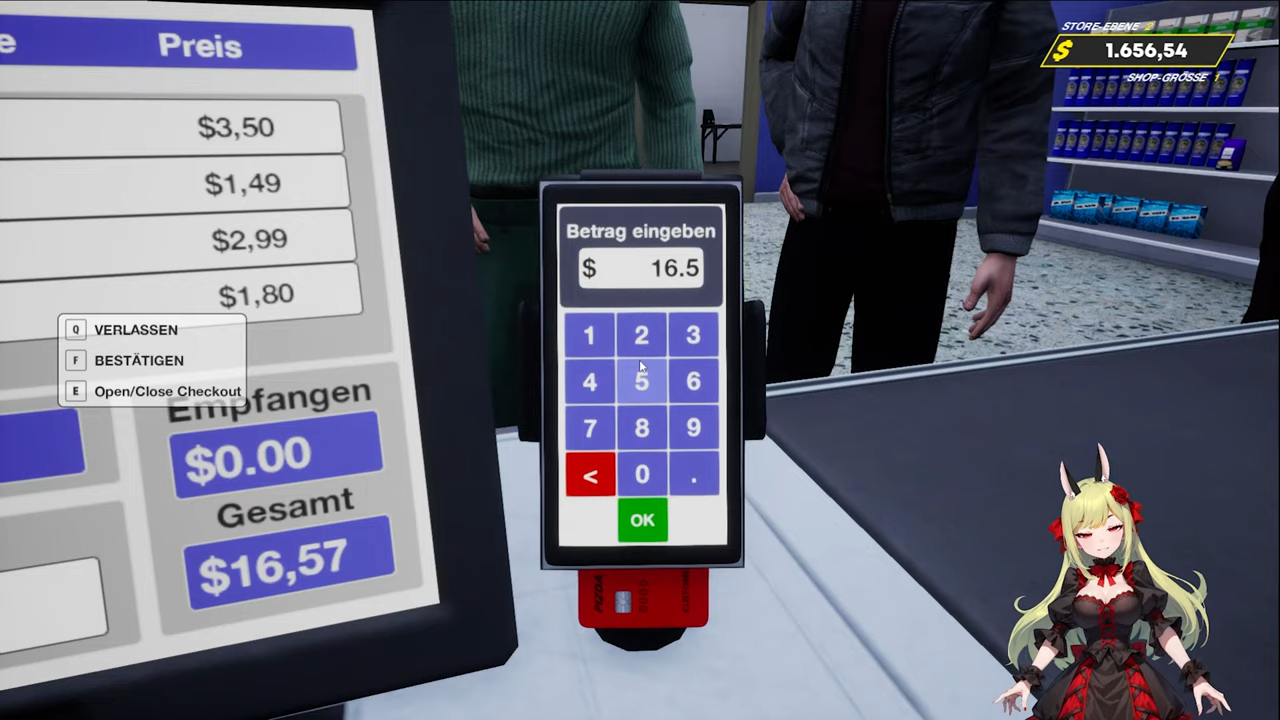 e Preis
$3,50
$1,49
$2,99
$1,80
Q VERLASSEN
F BESTÄTIGEN
E Open/Close Checkout
Empfangen
$0.00
Gesamt
$16,57
Betrag eingeben
$ 16.5
1 2 3
4 5 6
7 8 9
< 0 .
OK
STORE-EBENE 2
$ 1.656,54
SHOP-GRÖSSE 1